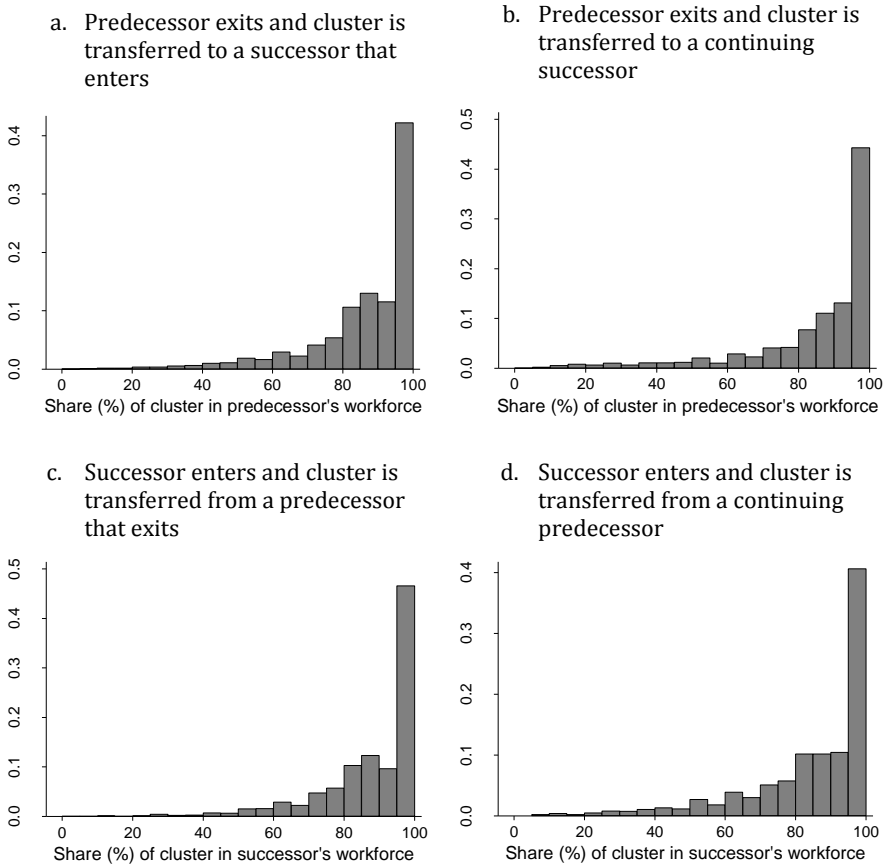 a. Predecessor exits and cluster is
transferred to a successor that
enters
0.4
0.3
0.2
0.1
0.0
0 20 40 60 80 100
Share (%) of cluster in predecessor's workforce
b. Predecessor exits and cluster is
transferred to a continuing
successor
0.5
0.4
0.3
0.2
0.1
0.0
0 20 40 60 80 100
Share (%) of cluster in predecessor's workforce
c. Successor enters and cluster is
transferred from a predecessor
that exits
0.5
0.4
0.3
0.2
0.1
0.0
0 20 40 60 80 100
Share (%) of cluster in successor's workforce
d. Successor enters and cluster is
transferred from a continuing
predecessor
0.4
0.3
0.2
0.1
0.0
0 20 40 60 80 100
Share (%) of cluster in successor's workforce